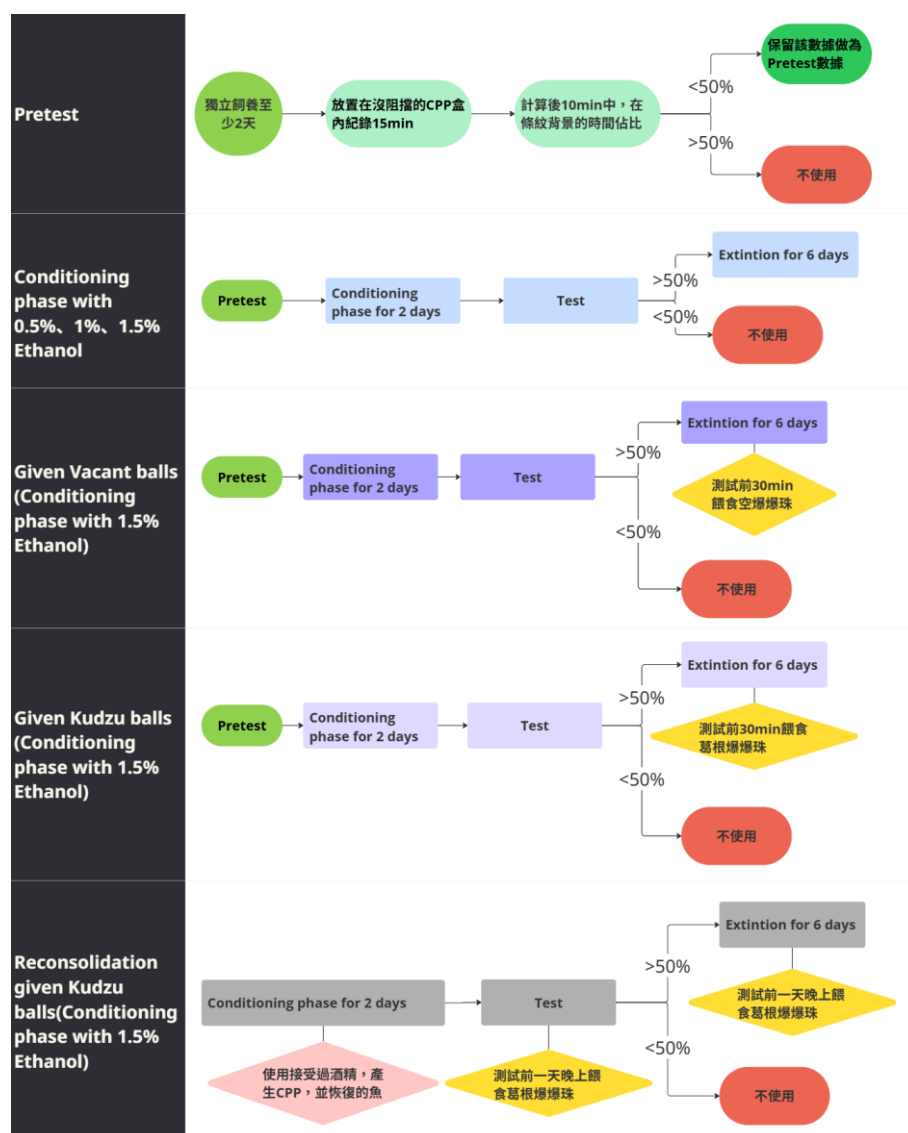 Pretest
獨立飼養至
少2天
放置在沒阻擋的CPP盒
內紀錄15min
計算後10min中，在
條紋背景的時間佔比
<50%
保留該數據做為
Pretest數據
>50%
不使用
Conditioning
phase with
0.5%、1%、1.5%
Ethanol
Pretest
Conditioning
phase for 2 days
Test
>50%
Extintion for 6 days
<50%
不使用
Given Vacant balls
(Conditioning
phase with 1.5%
Ethanol)
Pretest
Conditioning
phase for 2 days
Test
>50%
Extintion for 6 days
測試前30min
餵食空爆爆珠
<50%
不使用
Given Kudzu balls
(Conditioning
phase with 1.5%
Ethanol)
Pretest
Conditioning
phase for 2 days
Test
>50%
Extintion for 6 days
測試前30min餵食
葛根爆爆珠
<50%
不使用
Reconsolidation
given Kudzu
balls(Conditioning
phase with 1.5%
Ethanol)
Conditioning phase for 2 days
使用接受過酒精，產
生CPP，並恢復的魚
Test
測試前一天晚上餵
食葛根爆爆珠
>50%
Extintion for 6 days
測試前一天晚上餵
食葛根爆爆珠
<50%
不使用